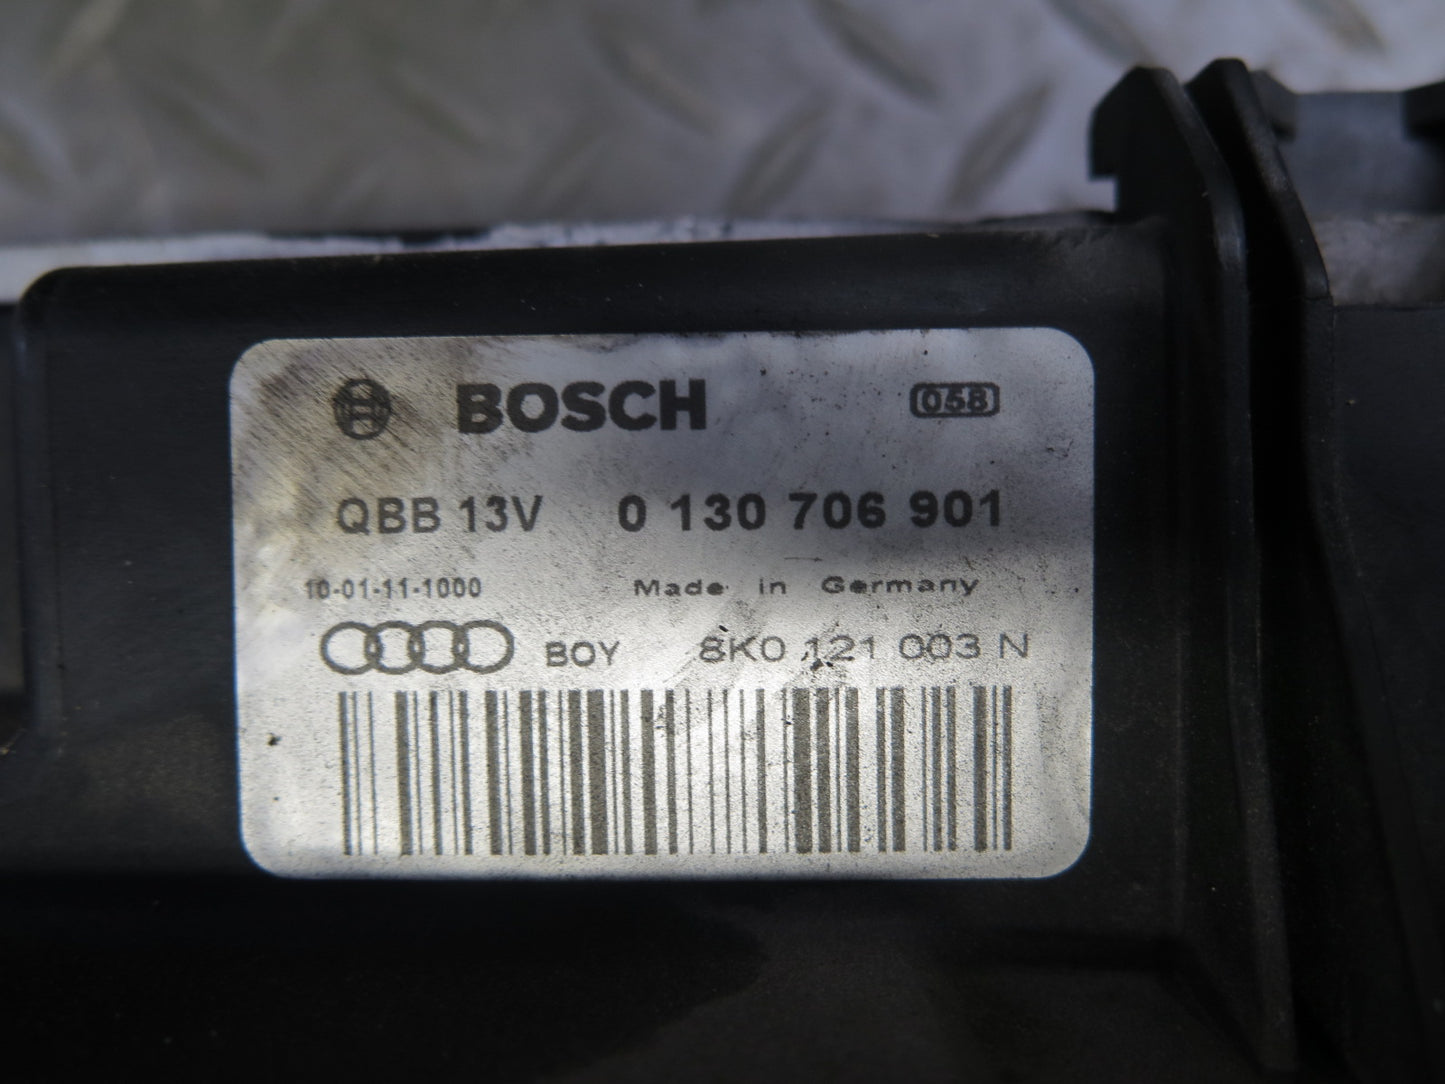 BOSCH 058
QBB 13V 0 130 706 901
10-01-11-1000 Made in Germany
BOY 8K0 121 003 N